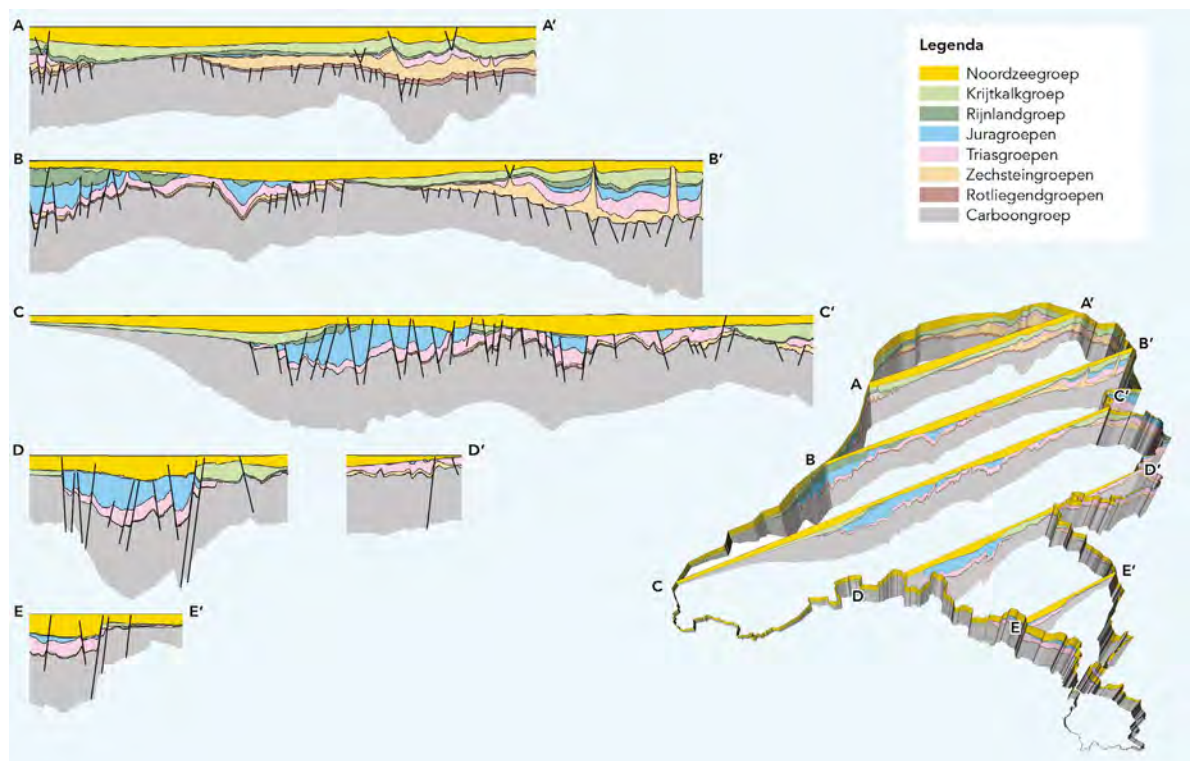 A A'
B B'
C C'
D D'
E E'
Legenda
Noordzeegroep
Krijtkalkgroep
Rijnlandgroep
Juragroepen
Triasgroepen
Zechsteingroepen
Rotliegendgroepen
Carboongroep
A'
B'
A
C'
B
D'
E'
C
D
E